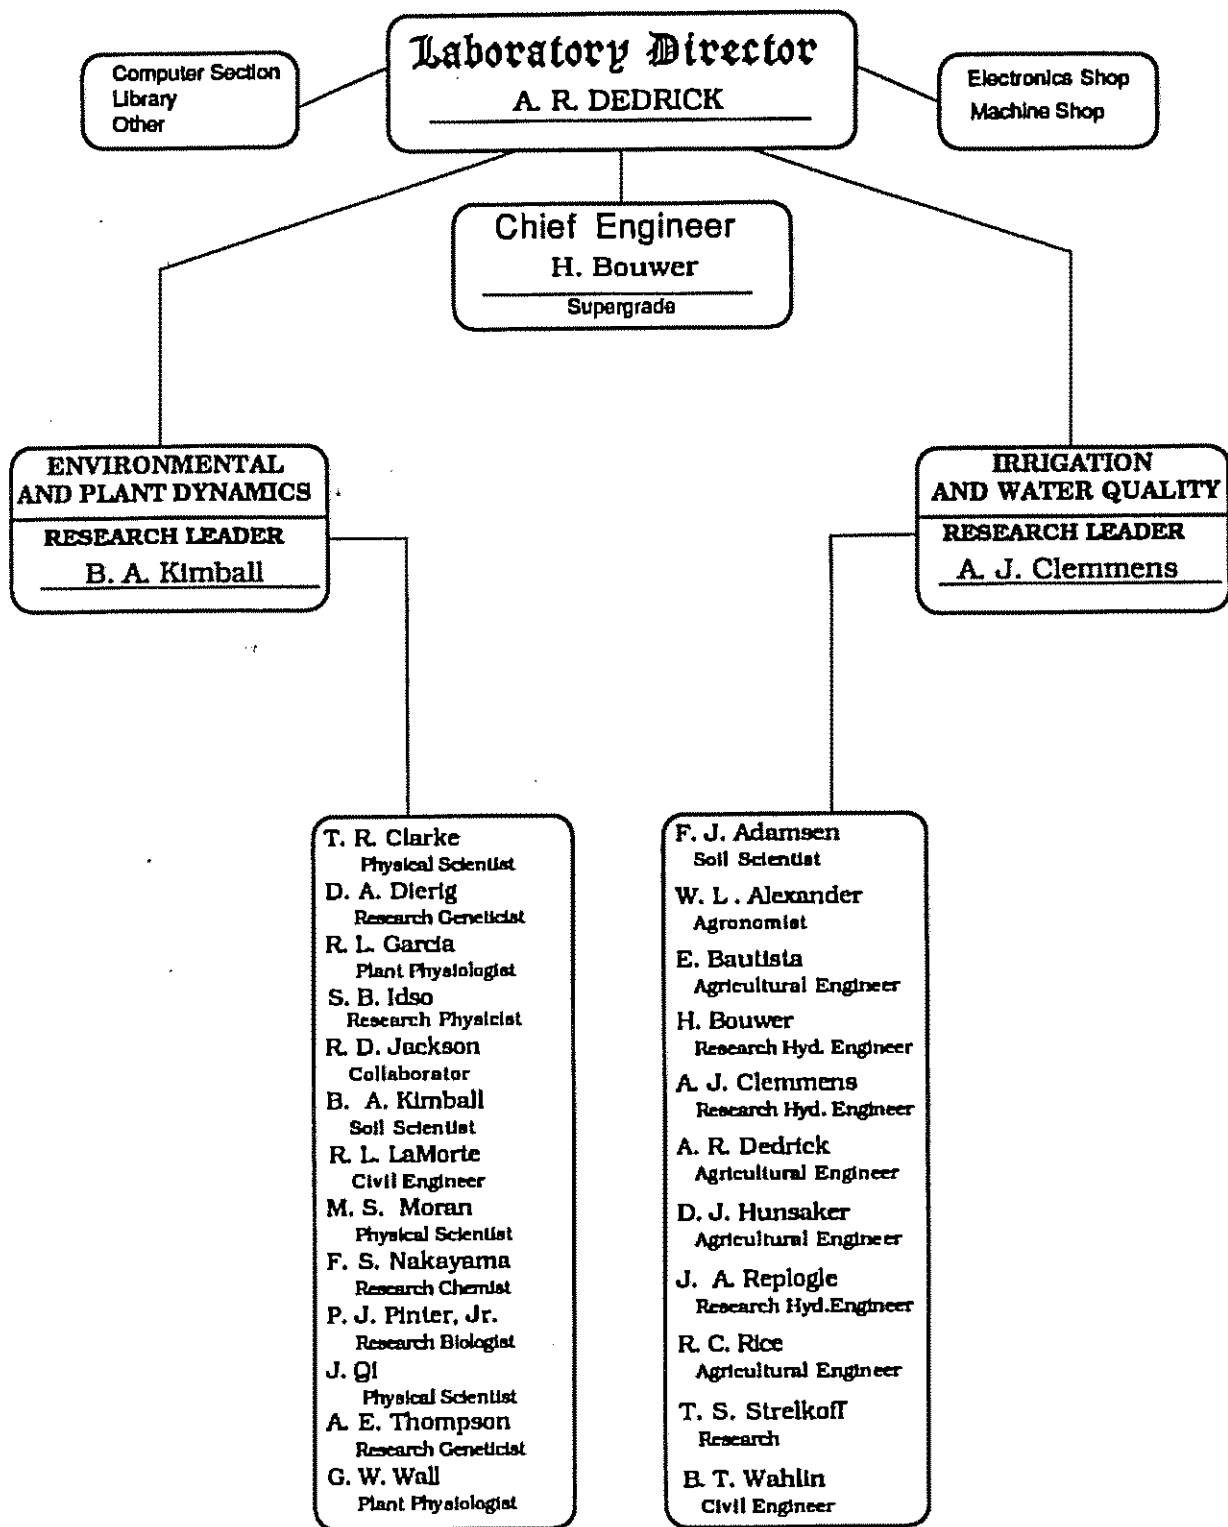 Laboratory Director
A. R. DEDRICK
Computer Section
Library
Other
Electronics Shop
Machine Shop
Chief Engineer
H. Bouwer
Supergrade
ENVIRONMENTAL
AND PLANT DYNAMICS
RESEARCH LEADER
B. A. Kimball
IRRIGATION
AND WATER QUALITY
RESEARCH LEADER
A. J. Clemmens
T. R. Clarke
Physical Scientist
D. A. Dierig
Research Geneticist
R. L. Garcia
Plant Physiologist
S. B. Idso
Research Physicist
R. D. Jackson
Collaborator
B. A. Kimball
Soil Scientist
R. L. LaMorte
Civil Engineer
M. S. Moran
Physical Scientist
F. S. Nakayama
Research Chemist
P. J. Pinter, Jr.
Research Biologist
J. Qi
Physical Scientist
A. E. Thompson
Research Geneticist
G. W. Wall
Plant Physiologist
F. J. Adamsen
Soil Scientist
W. L . Alexander
Agronomist
E. Bautista
Agricultural Engineer
H. Bouwer
Research Hyd. Engineer
A. J. Clemmens
Research Hyd. Engineer
A. R. Dedrick
Agricultural Engineer
D. J. Hunsaker
Agricultural Engineer
J. A. Replogle
Research Hyd.Engineer
R. C. Rice
Agricultural Engineer
T. S. Strelkoff
Research
B. T. Wahlin
Civil Engineer